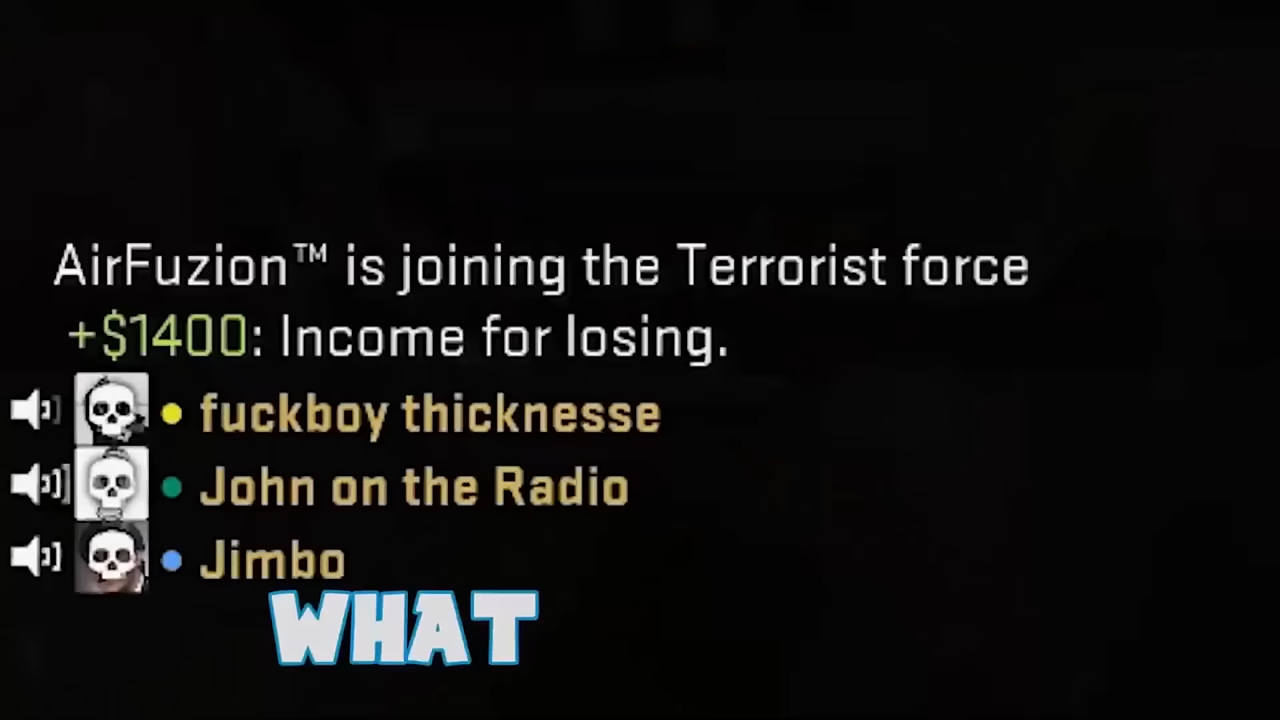 AirFuzion™ is joining the Terrorist force
+$1400: Income for losing.
fuckboy thicknesse
John on the Radio
Jimbo
WHAT